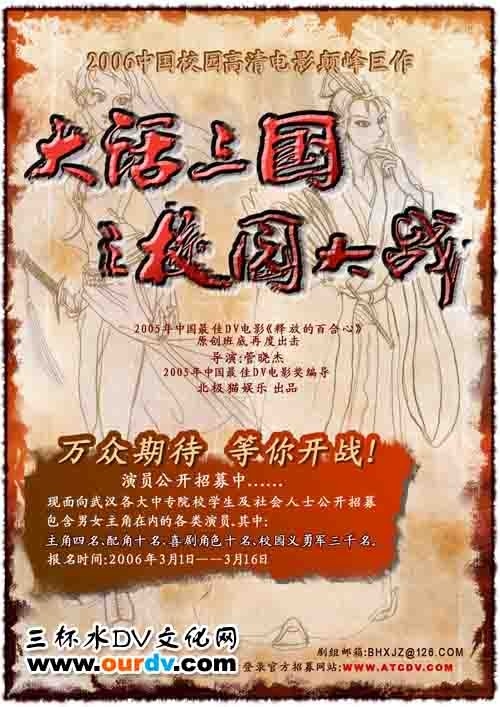 2006中国校园高清电影颠峰巨作
大话三国
之校园大战
2005年中国最佳DV电影《释放的百合心》
原创班底再度出击
导演:管晓杰
2005年中国最佳DV电影奖编导
北极猫娱乐 出品
万众期待 等你开战!
演员公开招募中......
现面向武汉各大中专院校学生及社会人士公开招募
包含男女主角在内的各类演员,其中:
主角四名、配角十名、喜剧角色十名、校园义勇军三千名.
报名时间:2006年3月1日——3月16日
三杯水DV文化网
www.ourdv.com
剧组邮箱:BHXJZ@126.COM
登录官方招募网站:WWW.ATGDV.COM